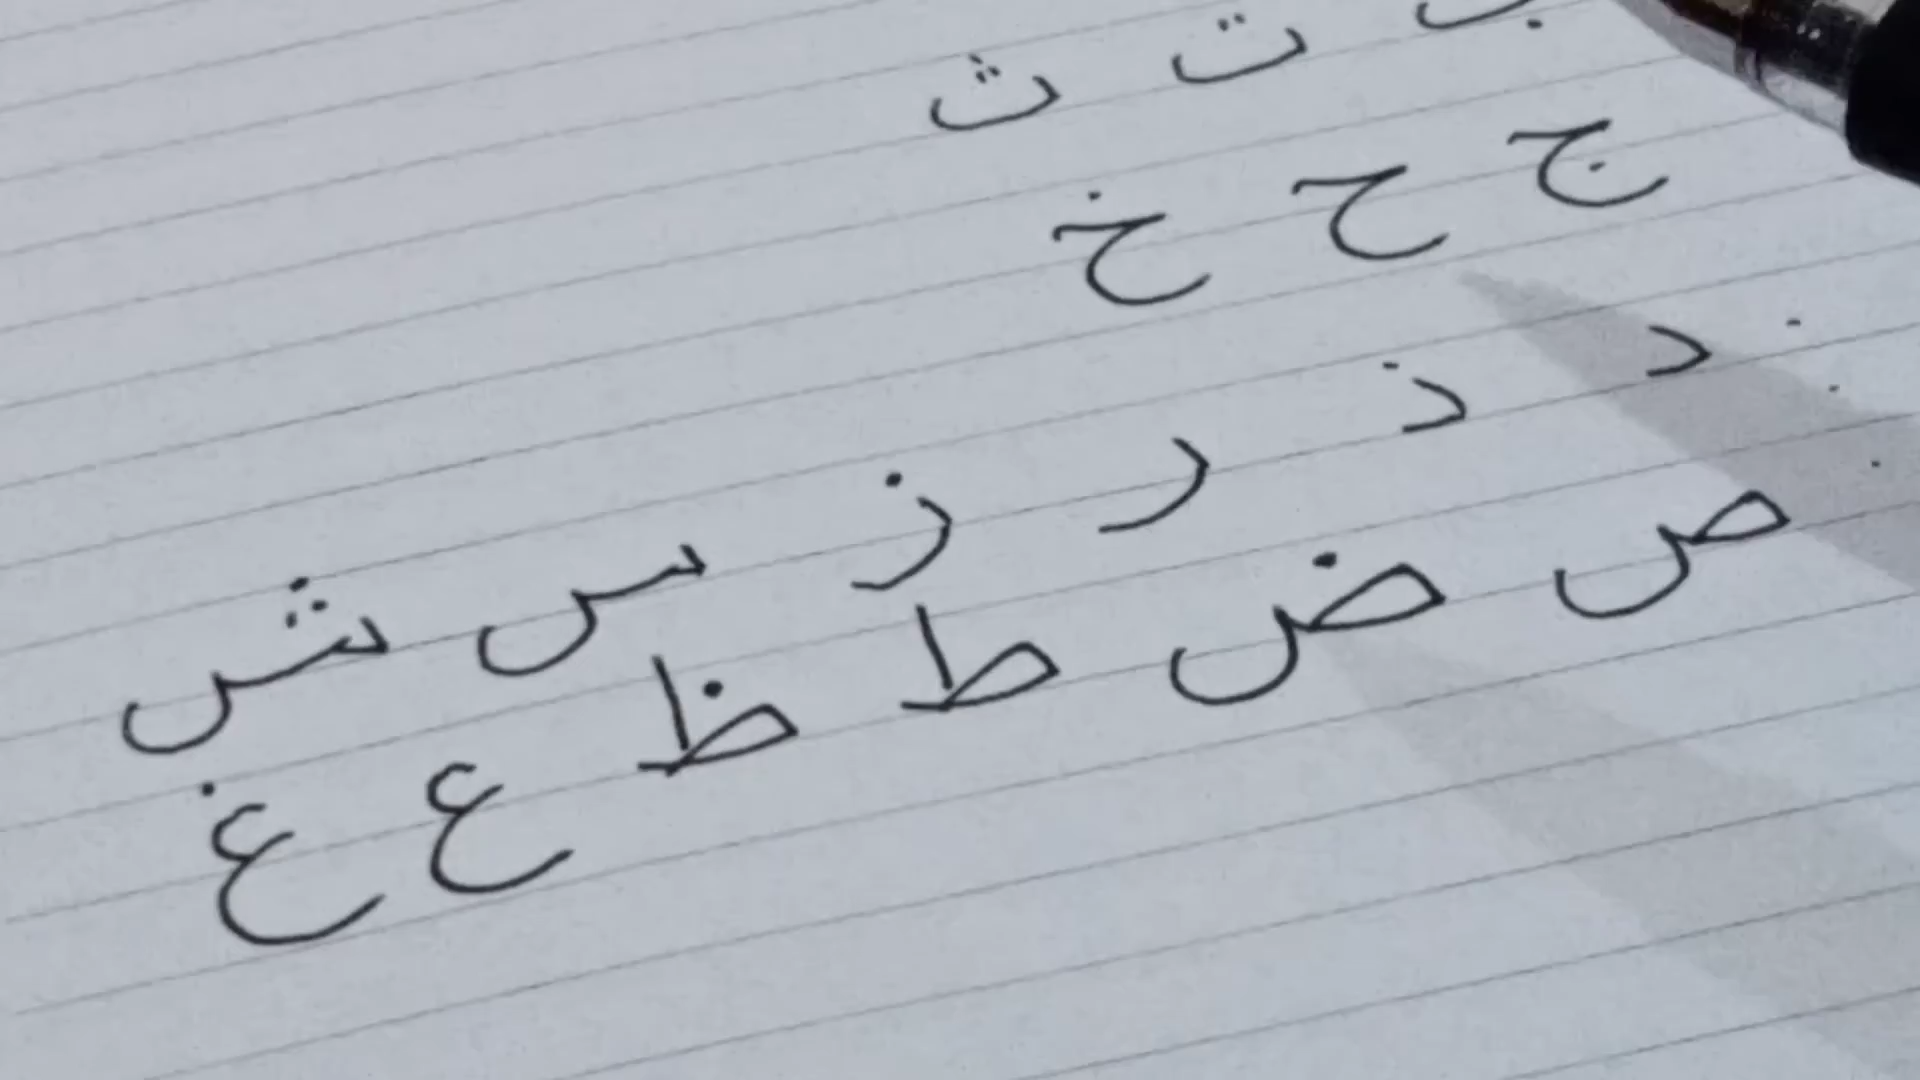 ب ت ث
ج ح خ
د ذ ر ز س ش
ص ض ط ظ ع غ